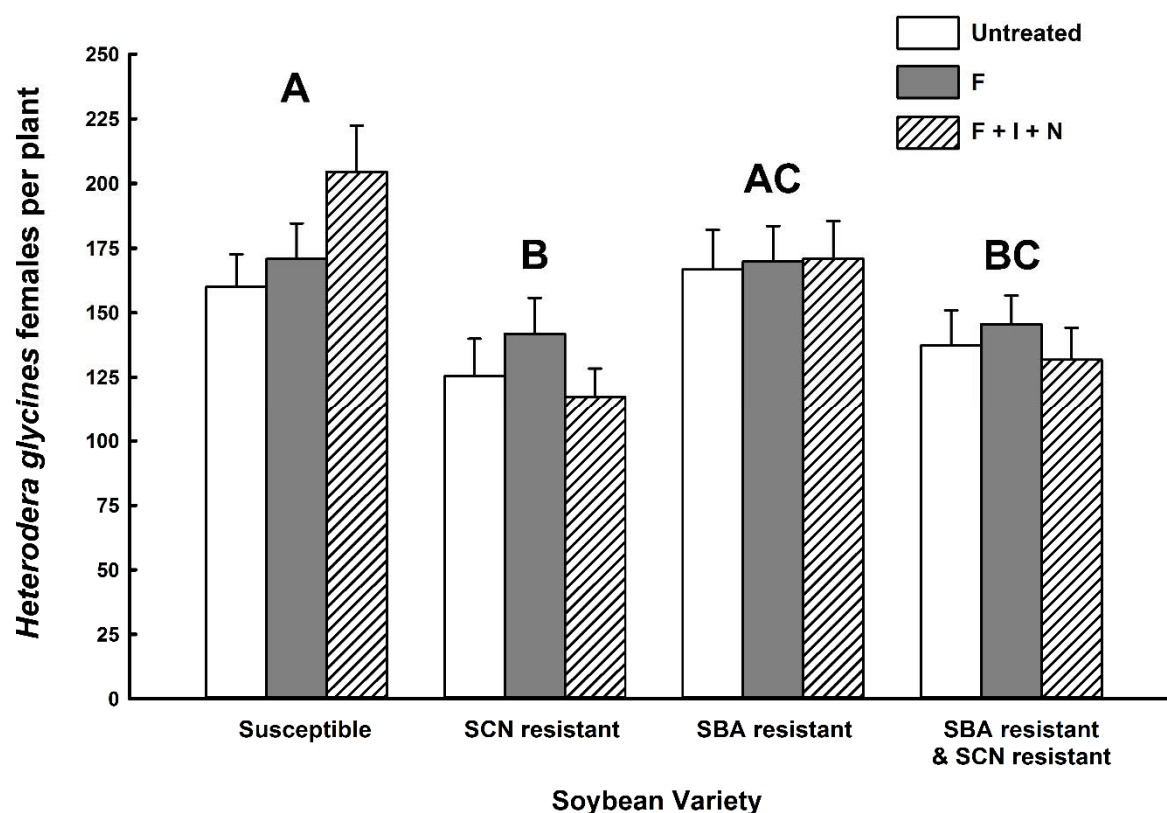 Untreated
F
F + I + N
Heterodera glycines females per plant
250
225
200
175
150
125
100
75
50
25
0
A
B
AC
BC
Susceptible
SCN resistant
SBA resistant
SBA resistant
& SCN resistant
Soybean Variety